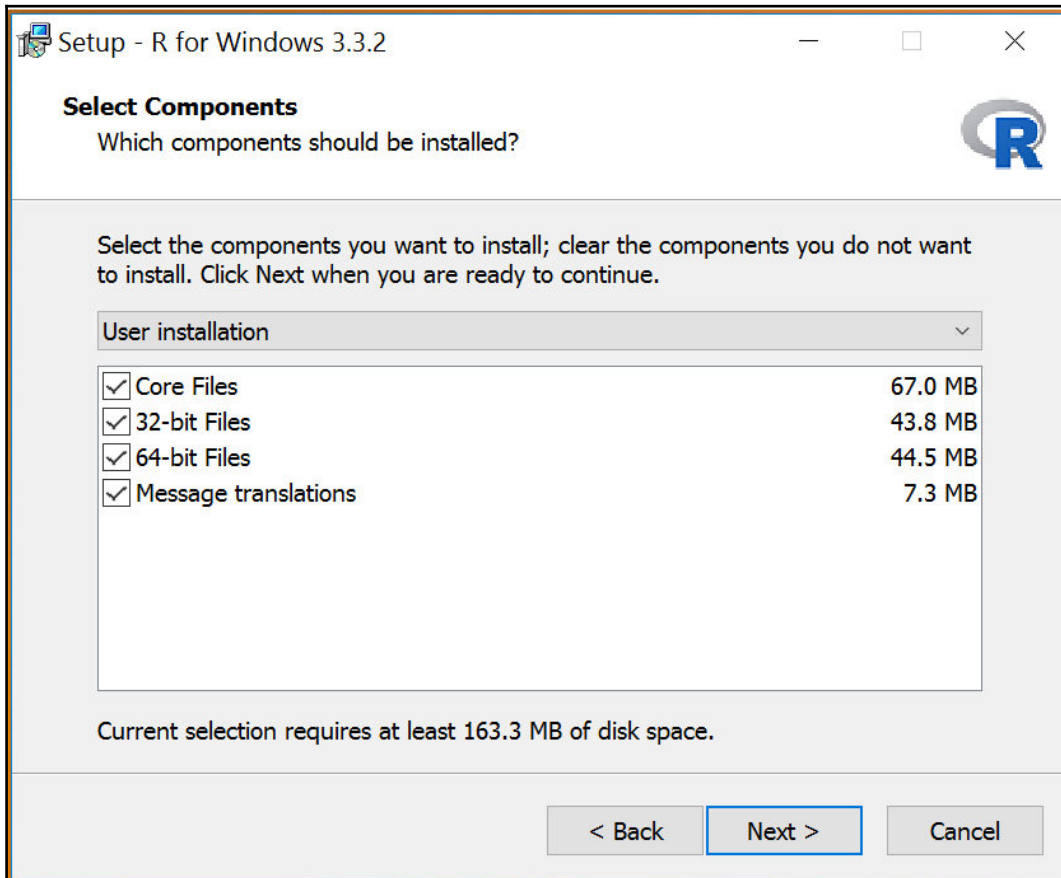 Setup - R for Windows 3.3.2
Select Components
Which components should be installed?
R
Select the components you want to install; clear the components you do not want
to install. Click Next when you are ready to continue.
User installation
Core Files 67.0 MB
32-bit Files 43.8 MB
64-bit Files 44.5 MB
Message translations 7.3 MB
Current selection requires at least 163.3 MB of disk space.
< Back Next > Cancel